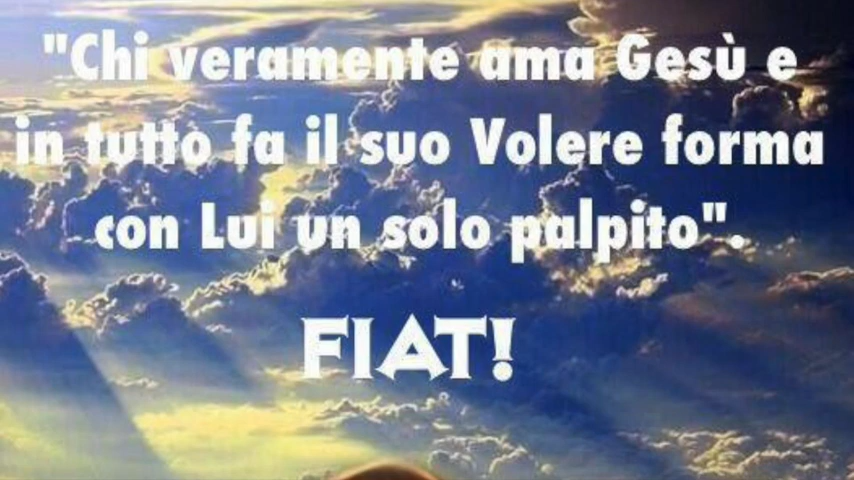 "Chi veramente ama Gesù e
in tutto fa il suo Volere forma
con Lui un solo palpito".
FIAT!